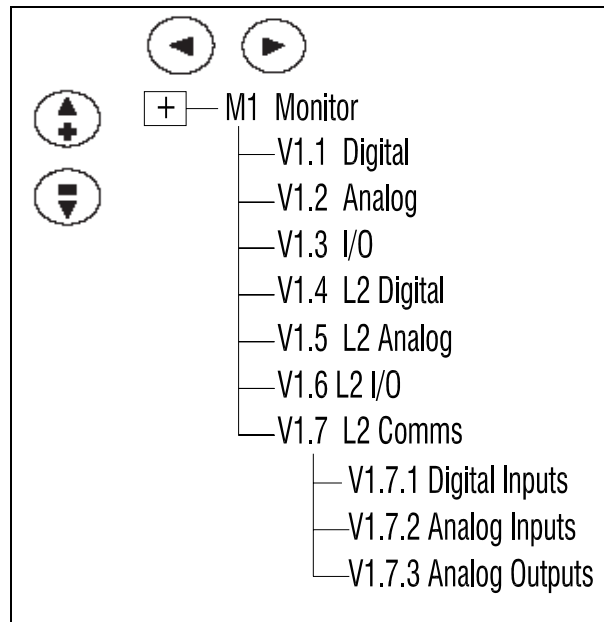 M1 Monitor
V1.1 Digital
V1.2 Analog
V1.3 I/O
V1.4 L2 Digital
V1.5 L2 Analog
V1.6 L2 I/O
V1.7 L2 Comms
V1.7.1 Digital Inputs
V1.7.2 Analog Inputs
V1.7.3 Analog Outputs